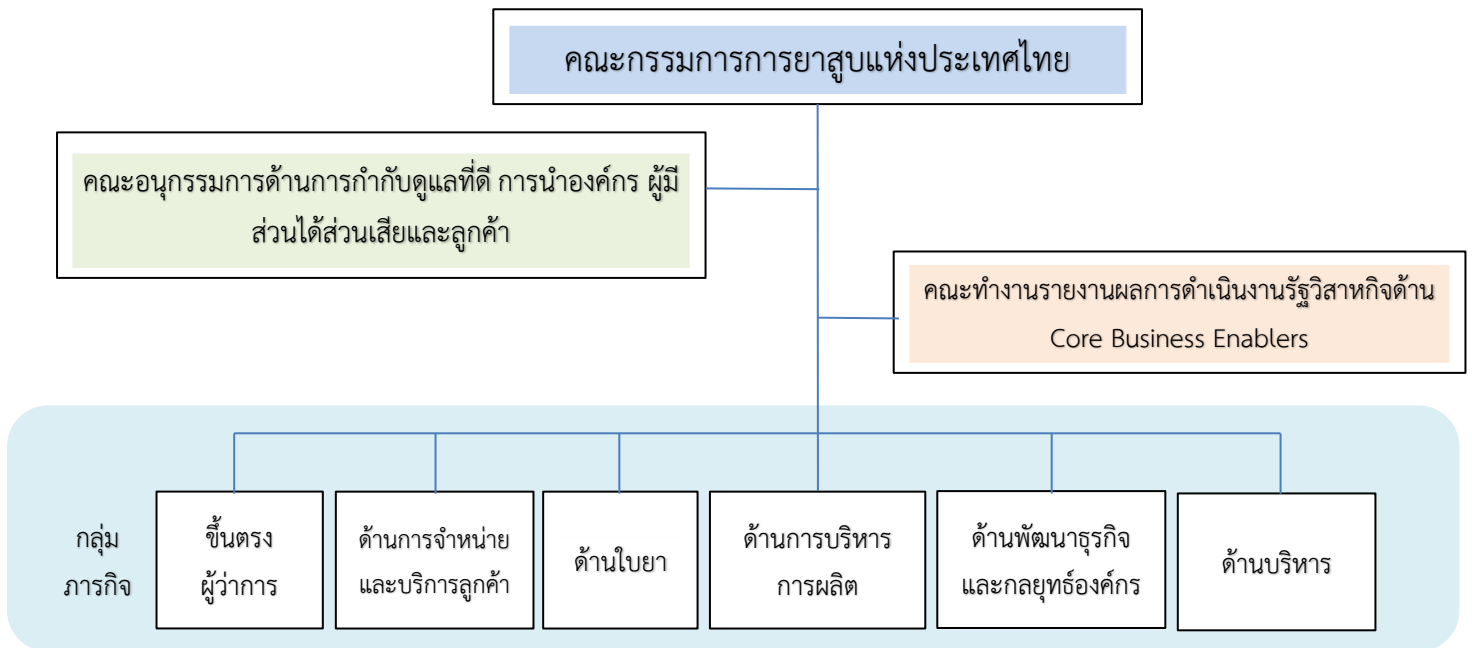 คณะกรรมการการยาสูบแห่งประเทศไทย
คณะอนุกรรมการด้านการกำกับดูแลที่ดี การนำองค์กร ผู้มี
ส่วนได้ส่วนเสียและลูกค้า
คณะทำงานรายงานผลการดำเนินงานรัฐวิสาหกิจด้าน
Core Business Enablers
กลุ่ม
ภารกิจ
ขึ้นตรง
ผู้ว่าการ
ด้านการจำหน่าย
และบริการลูกค้า
ด้านใบยา
ด้านการบริหาร
การผลิต
ด้านพัฒนาธุรกิจ
และกลยุทธ์องค์กร
ด้านบริหาร